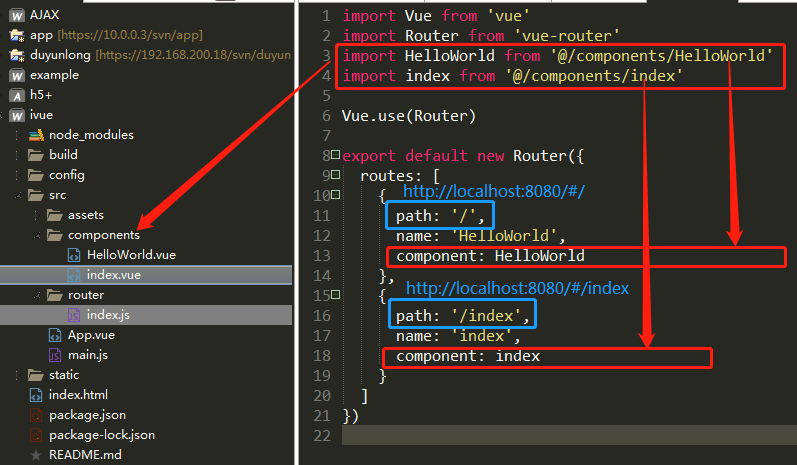 AJAX
app [https://10.0.0.3/svn/app]
duyunlong [https://192.168.200.18/svn/duyun
example
h5+
ivue
node_modules
build
config
src
assets
components
HelloWorld.vue
index.vue
router
index.js
App.vue
main.js
static
index.html
package.json
package-lock.json
README.md
1 import Vue from 'vue'
2 import Router from 'vue-router'
3 import HelloWorld from '@/components/HelloWorld'
4 import index from '@/components/index'
5
6 Vue.use(Router)
7
8 export default new Router({
9 routes: [
http://localhost:8080/#/
10 {
11 path: '/',
12 name: 'HelloWorld',
13 component: HelloWorld
14 },
http://localhost:8080/#/index
15 {
16 path: '/index',
17 name: 'index',
18 component: index
19 }
20 ]
21 })
22